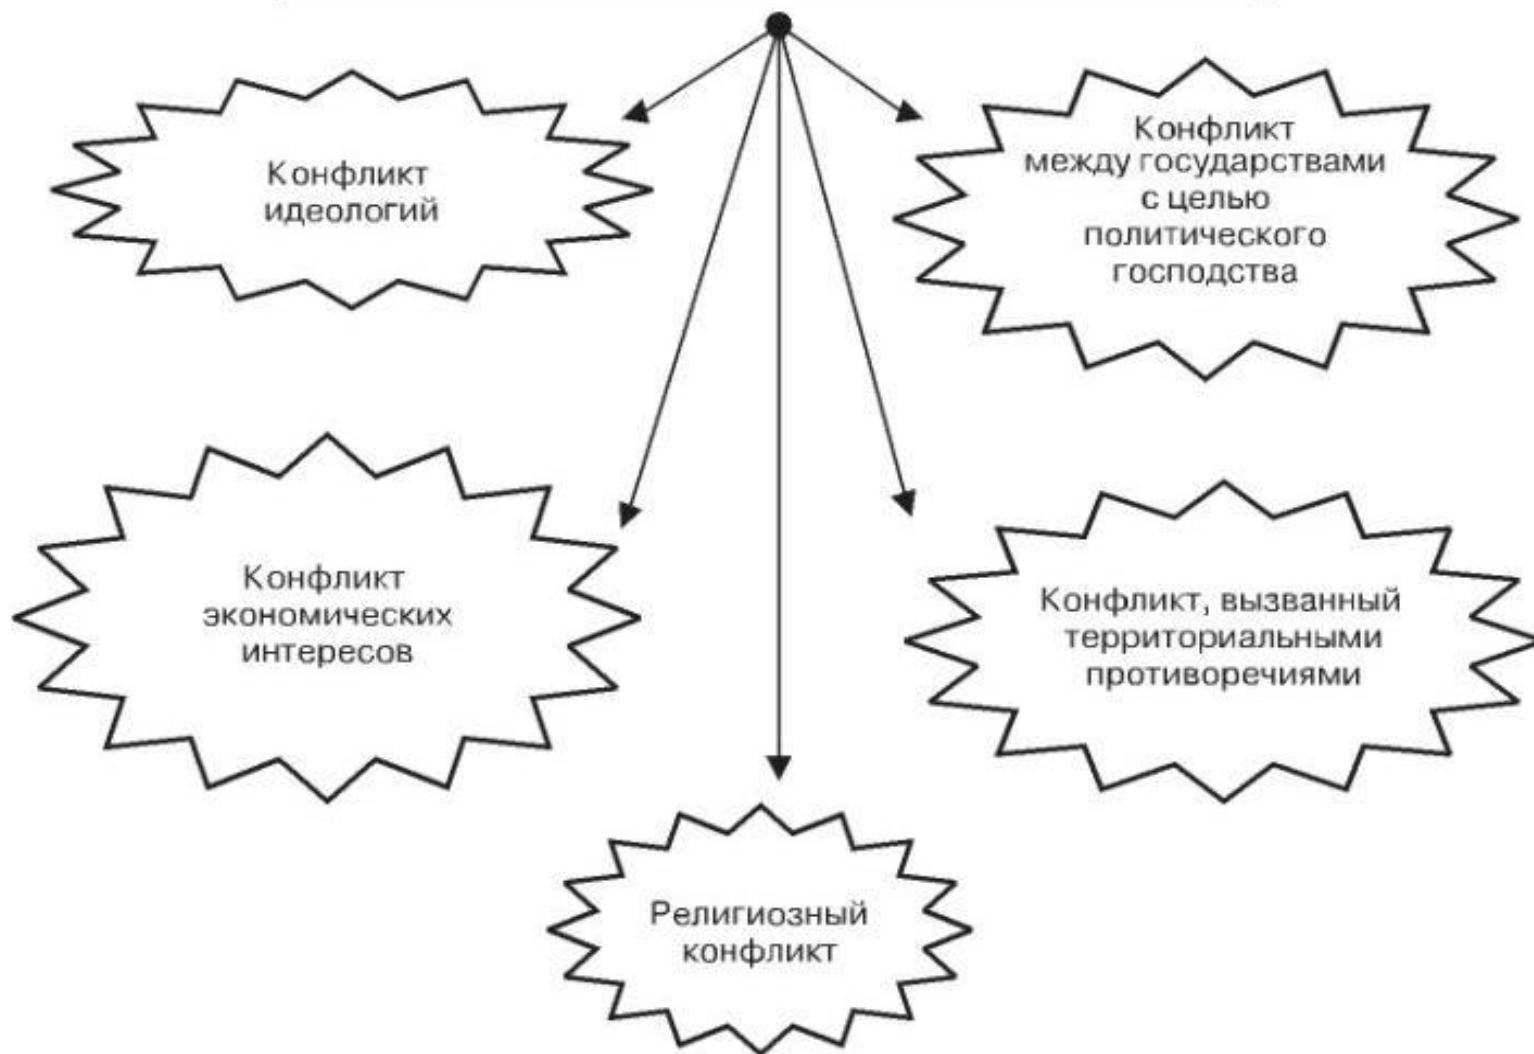 Конфликт
идеологий
Конфликт
между государствами
с целью
политического
господства
Конфликт
экономических
интересов
Конфликт, вызванный
территориальными
противоречиями
Религиозный
конфликт